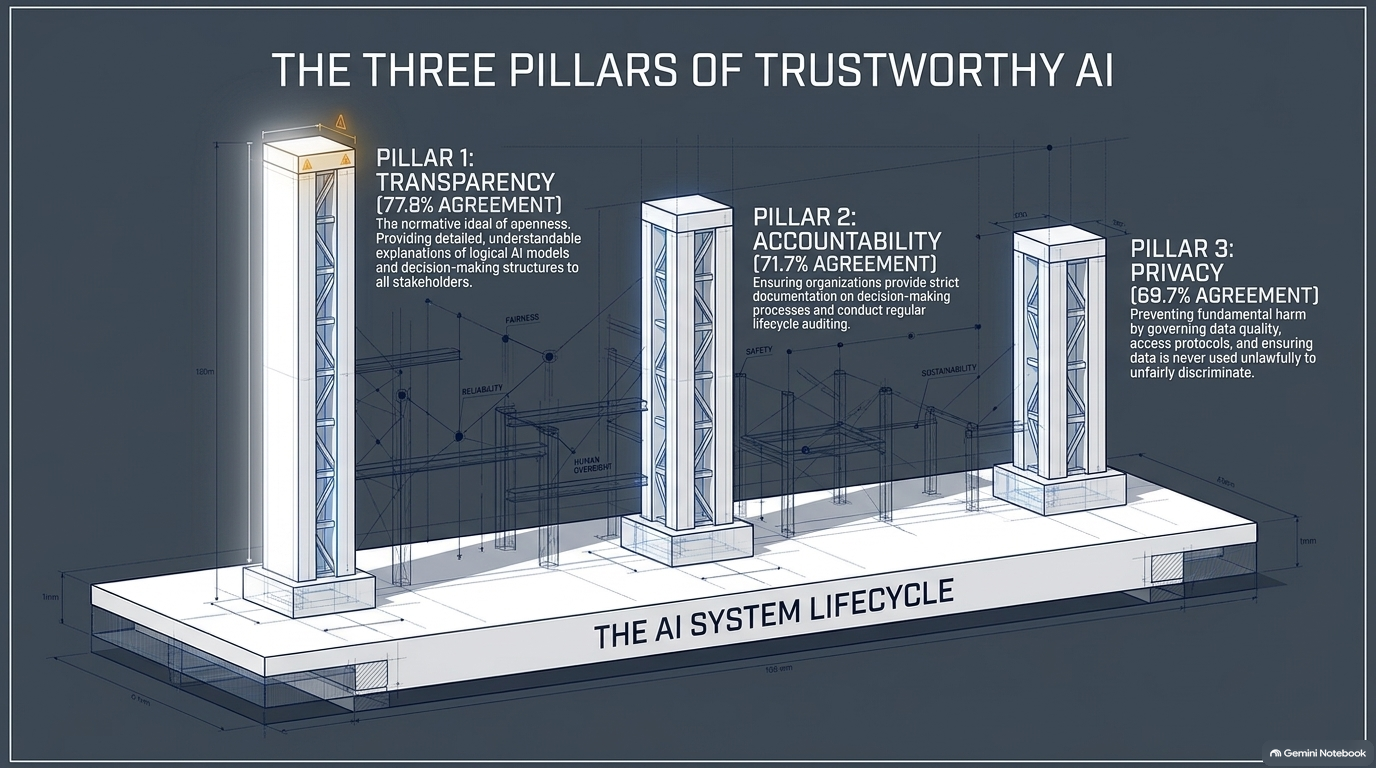 THE THREE PILLARS OF TRUSTWORTHY AI
PILLAR 1:
TRANSPARENCY
(77.8% AGREEMENT)
The normative ideal of apenness.
Providing detailed, understandable
explanations of logical AI models
and decision-making structures to
all stakeholders.
PILLAR 2:
ACCOUNTABILITY
(71.7% AGREEMENT)
Ensuring organizations provide strict
documentation on decision-making
processes and conduct regular
lifecycle auditing.
PILLAR 3:
PRIVACY
(69.7% AGREEMENT)
Preventing fundamental harm
by governing data quality,
access protocols, and ensuring
data is never used unlawfully to
unfairly discriminate.
FAIRNESS
RELIABILITY
HUMAN
SAFETY
SUSTAINABILITY
1mm
1mm
THE AI SYSTEM LIFECYCLE
Gemini Notebook